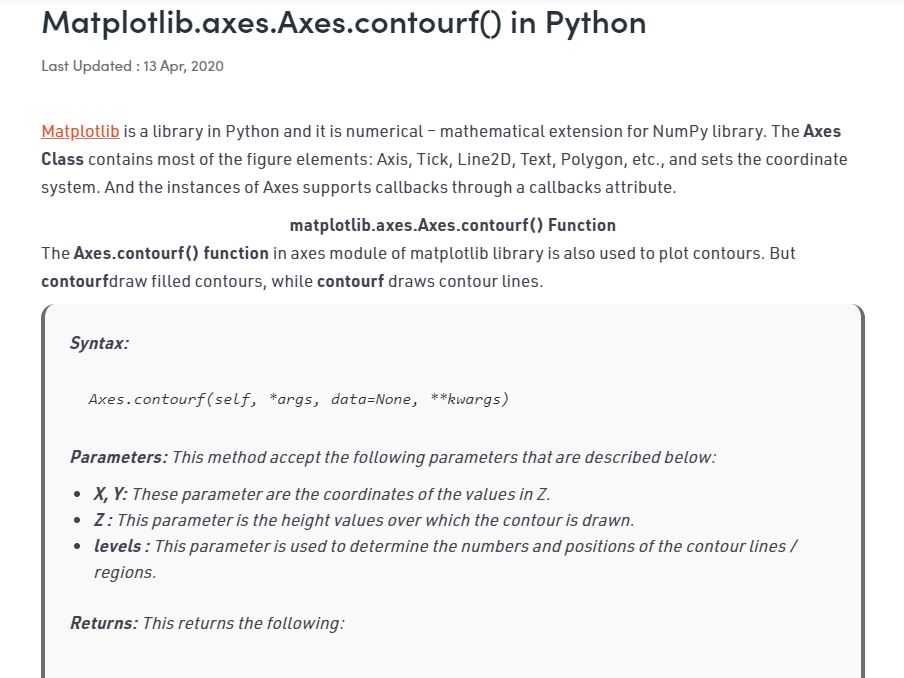 Matplotlib.axes.Axes.contourf() in Python
Last Updated : 13 Apr, 2020
Matplotlib is a library in Python and it is numerical – mathematical extension for NumPy library. The Axes
Class contains most of the figure elements: Axis, Tick, Line2D, Text, Polygon, etc., and sets the coordinate
system. And the instances of Axes supports callbacks through a callbacks attribute.
matplotlib.axes.Axes.contourf() Function
The Axes.contourf() function in axes module of matplotlib library is also used to plot contours. But
contourfdraw filled contours, while contourf draws contour lines.
Syntax:
Axes.contourf(self, *args, data=None, **kwargs)
Parameters: This method accept the following parameters that are described below:
• X, Y: These parameter are the coordinates of the values in Z.
• Z : This parameter is the height values over which the contour is drawn.
• levels : This parameter is used to determine the numbers and positions of the contour lines /
regions.
Returns: This returns the following: